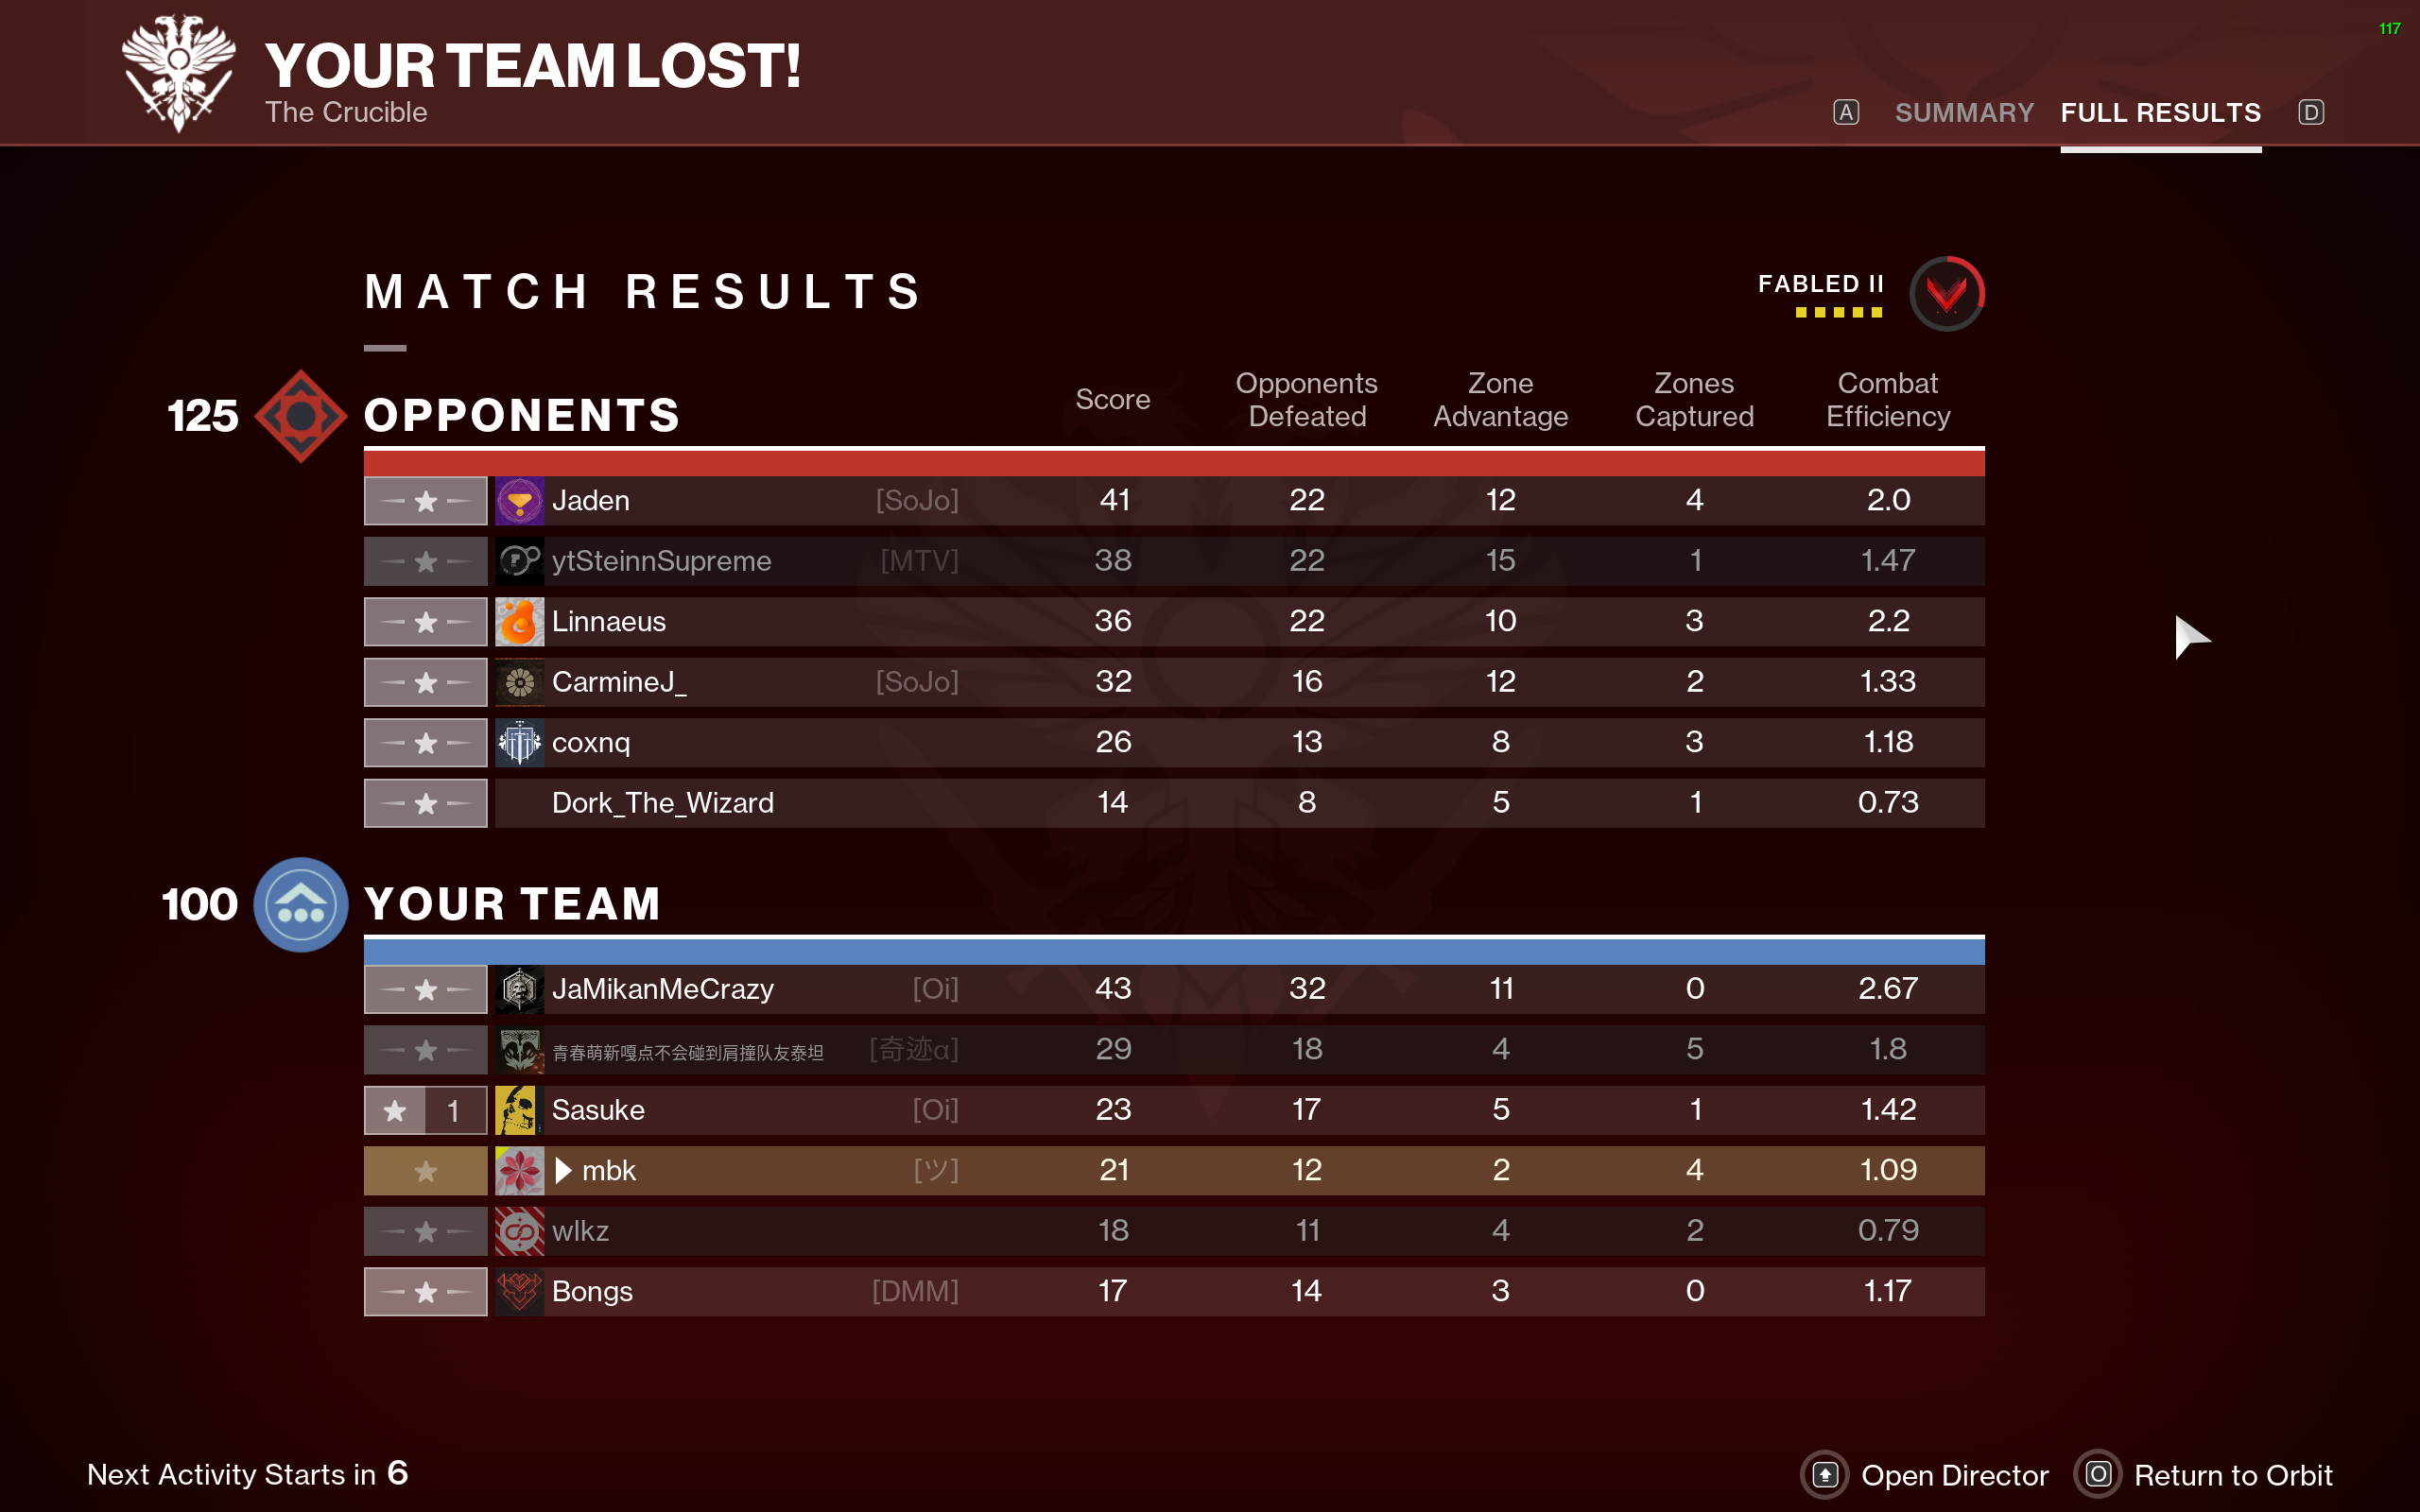 117
YOUR TEAM LOST!
The Crucible
A SUMMARY FULL RESULTS D
MATCH RESULTS
FABLED II
125 OPPONENTS Score Opponents Defeated Zone Advantage Zones Captured Combat Efficiency
Jaden [SoJo] 41 22 12 4 2.0
ytSteinnSupreme [MTV] 38 22 15 1 1.47
Linnaeus 36 22 10 3 2.2
CarmineJ_ [SoJo] 32 16 12 2 1.33
coxnq 26 13 8 3 1.18
Dork_The_Wizard 14 8 5 1 0.73
100 YOUR TEAM
JaMikanMeCrazy [Oi] 43 32 11 0 2.67
青春萌新嘎点不会碰到肩撞队友泰坦 [奇迹α] 29 18 4 5 1.8
1 Sasuke [Oi] 23 17 5 1 1.42
mbk [ツ] 21 12 2 4 1.09
wlkz 18 11 4 2 0.79
Bongs [DMM] 17 14 3 0 1.17
Next Activity Starts in 6
Open Director O Return to Orbit